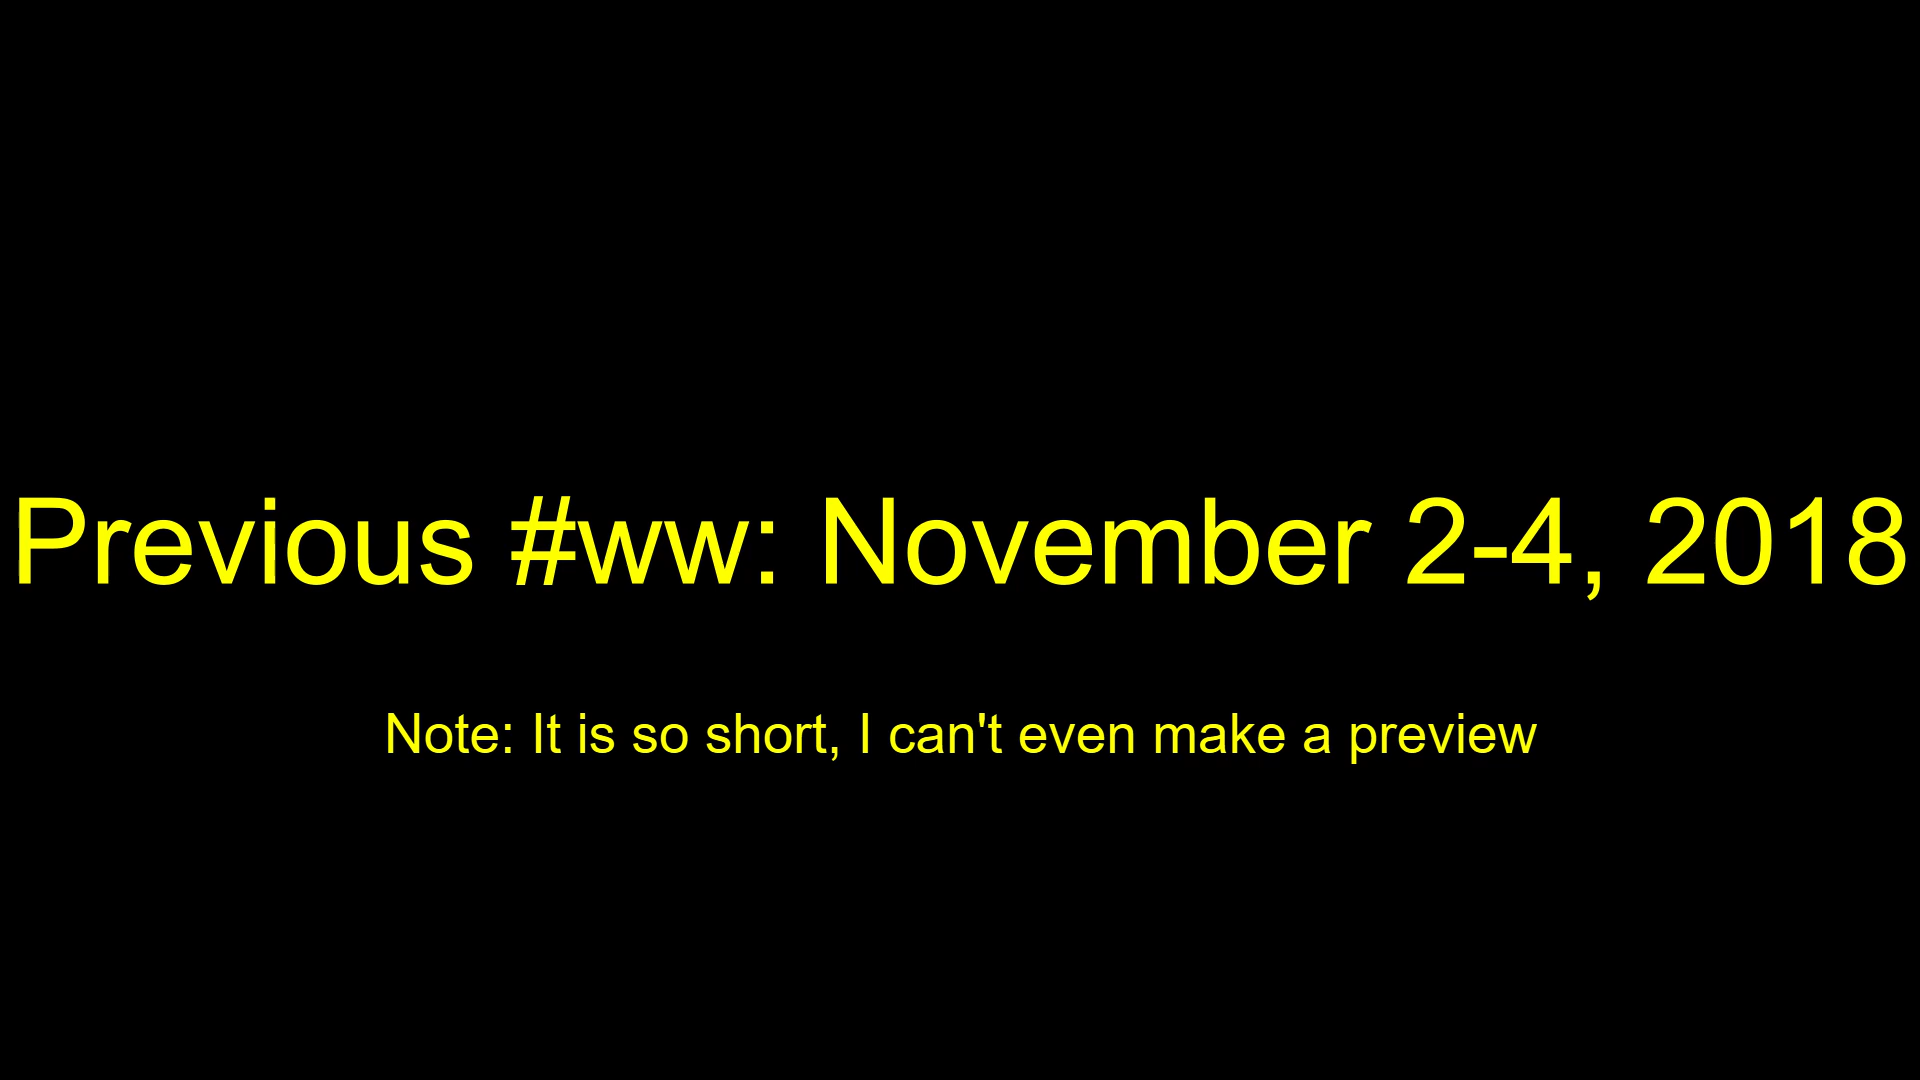 Previous #ww: November 2-4, 2018
Note: It is so short, I can't even make a preview